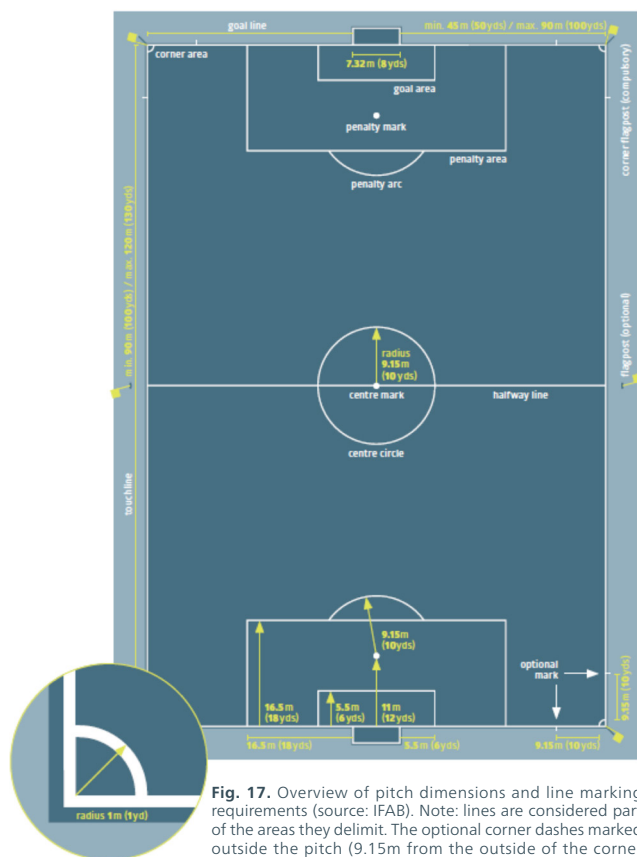 goal line
min. 45 m (50 yds) / max. 90 m (100 yds)
corner area
7.32 m (8 yds)
goal area
penalty mark
penalty area
penalty arc
corner flagpost (compulsory)
min. 90 m (100 yds) / max. 120 m (130 yds)
flagpost (optional)
radius
9.15 m
(10 yds)
centre mark
halfway line
centre circle
touchline
9.15 m
(10 yds)
optional
mark
16.5 m
(18 yds)
5.5 m
(6 yds)
11 m
(12 yds)
9.15 m (10 yds)
16.5 m (18 yds)
5.5 m (6 yds)
9.15 m (10 yds)
radius 1 m (1 yd)
Fig. 17. Overview of pitch dimensions and line marking
requirements (source: IFAB). Note: lines are considered par
of the areas they delimit. The optional corner dashes marked
outside the pitch (9.15m from the outside of the corne